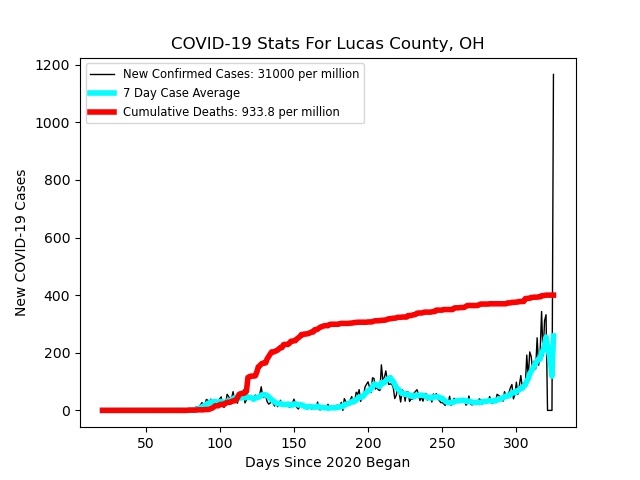 COVID-19 Stats For Lucas County, OH
New Confirmed Cases: 31000 per million
7 Day Case Average
Cumulative Deaths: 933.8 per million
New COVID-19 Cases
1200
1000
800
600
400
200
0
50
100
150
200
250
300
Days Since 2020 Began